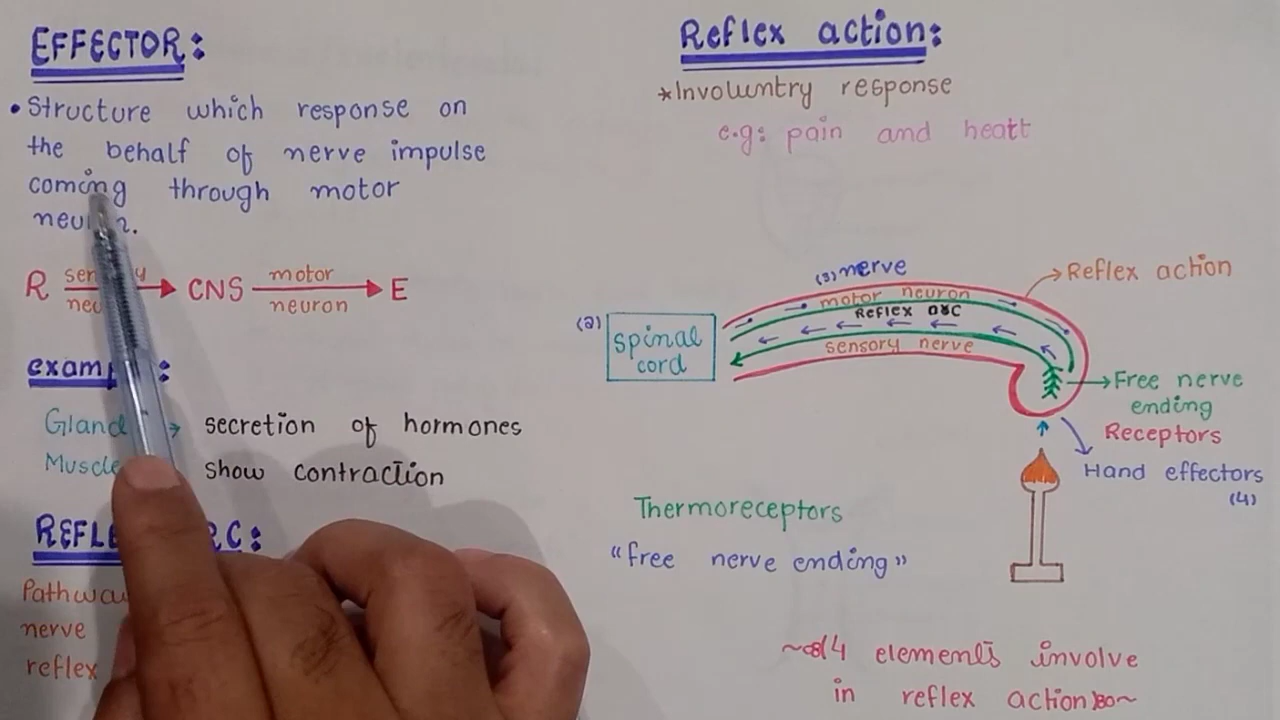 EFFECTOR:
• Structure which response on
the behalf of nerve impulse
coming through motor
R CNS motor E
neuron
secretion of hormones
show contraction
Pathway
nerve
reflex
Reflex action:
*Involuntry response
e.g: pain and heatt
(3) nerve
Reflex action
motor neuron
(2)
Reflex arc
spinal
cord
sensory nerve
Free nerve
ending
Receptors
Hand effectors
(4)
Thermoreceptors
"free nerve ending"
4 elements involve
in reflex action